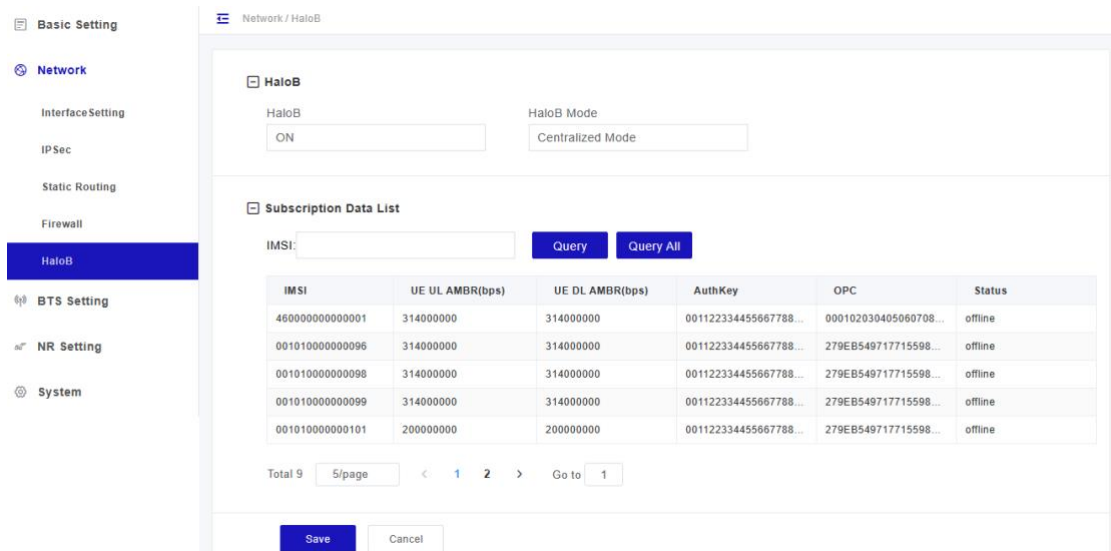 Basic Setting
Network
Interface Setting
IPSec
Static Routing
Firewall
HaloB
BTS Setting
NR Setting
System
Network / HaloB
HaloB
HaloB HaloB Mode
ON Centralized Mode
Subscription Data List
IMSI: Query Query All
IMSI UE UL AMBR(bps) UE DL AMBR(bps) AuthKey OPC Status
460000000000001 314000000 314000000 001122334455667788... 000102030405060708... offline
001010000000096 314000000 314000000 001122334455667788... 279EB549717715598... offline
001010000000098 314000000 314000000 001122334455667788... 279EB549717715598... offline
001010000000099 314000000 314000000 001122334455667788... 279EB549717715598... offline
001010000000101 200000000 200000000 001122334455667788... 279EB549717715598... offline
Total 9 5/page < 1 2 > Go to 1
Save Cancel